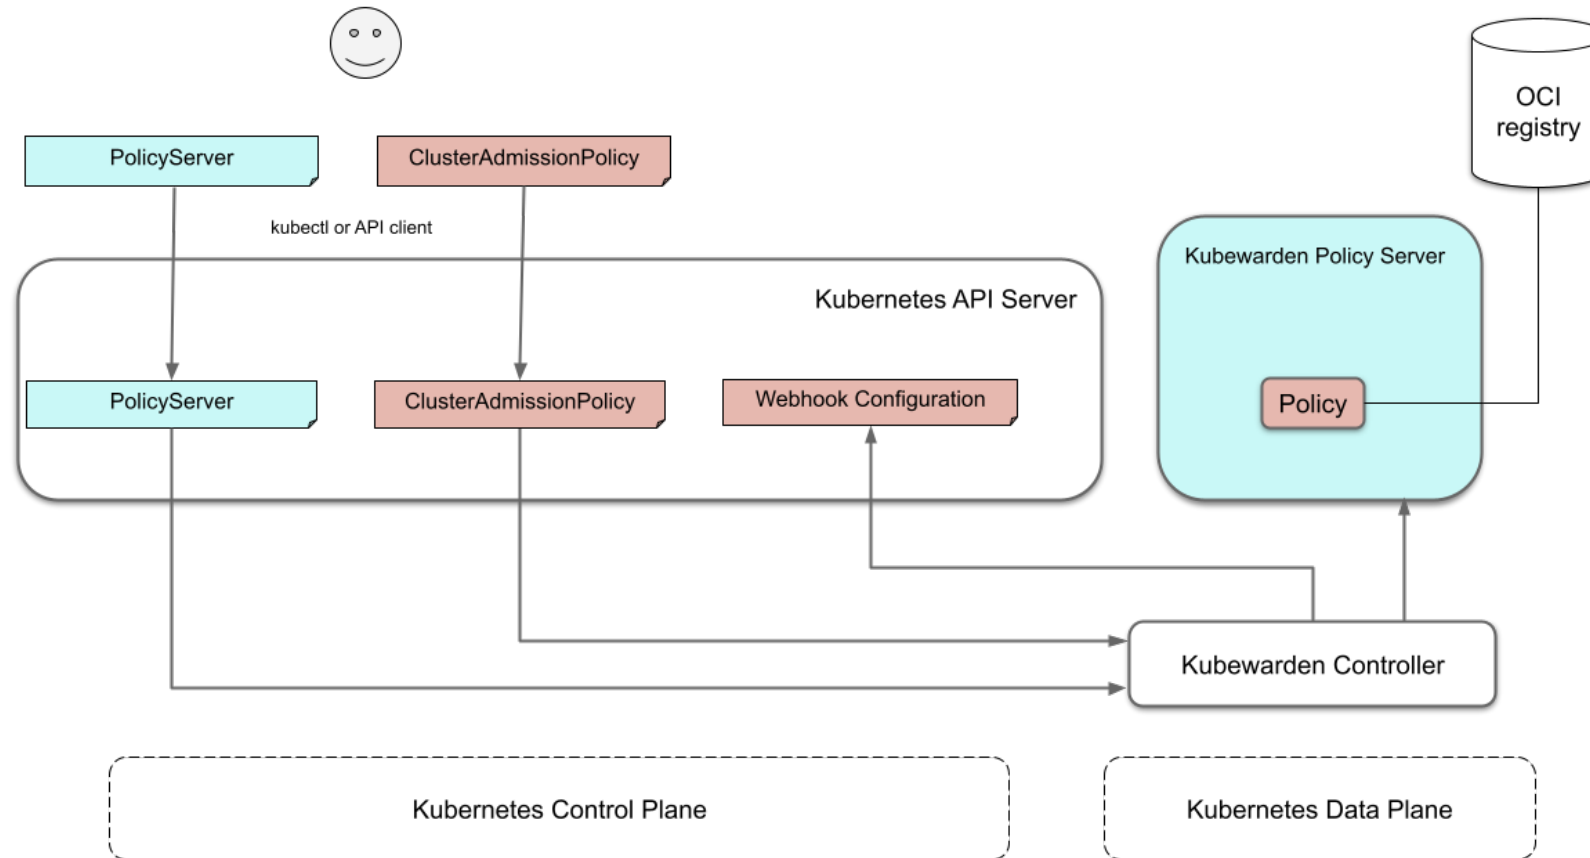 OCI
registry
PolicyServer
ClusterAdmissionPolicy
kubectl or API client
Kubewarden Policy Server
Kubernetes API Server
PolicyServer
ClusterAdmissionPolicy
Webhook Configuration
Policy
Kubewarden Controller
Kubernetes Control Plane
Kubernetes Data Plane